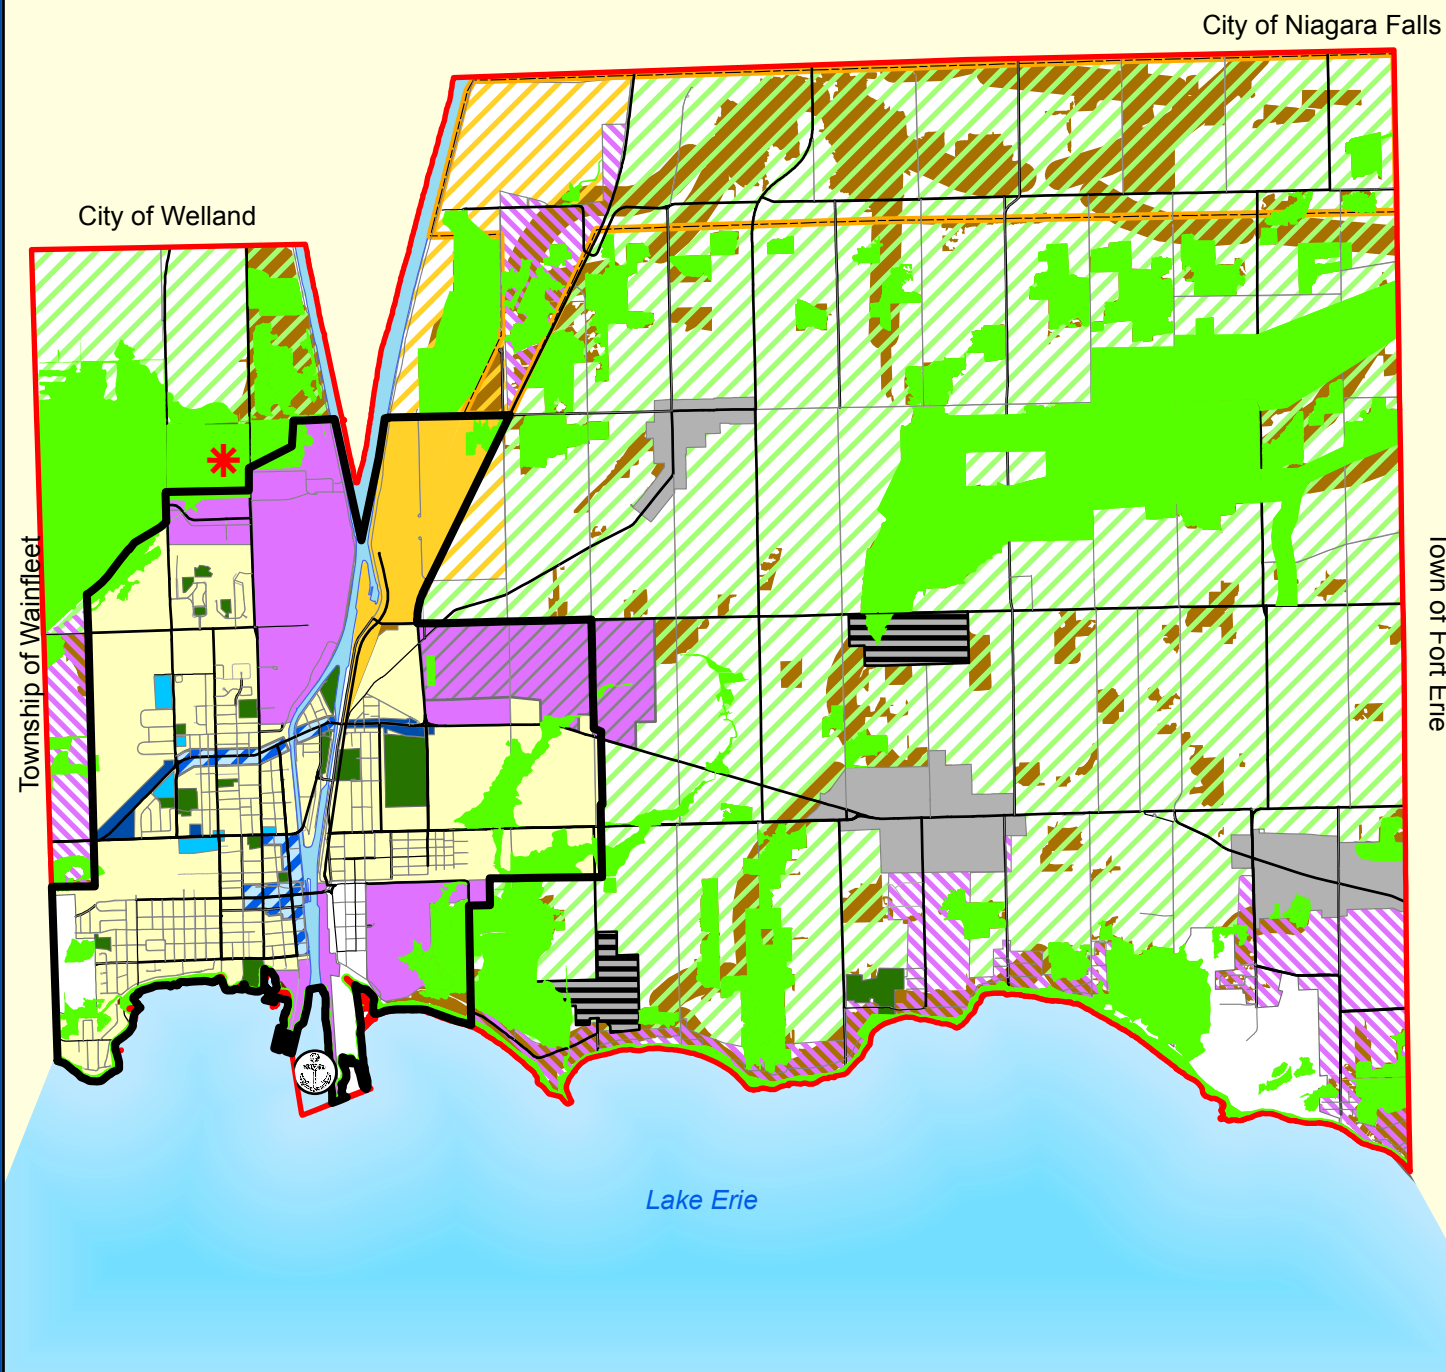 City of Niagara Falls
City of Welland
Township of Wainfleet
Town of Fort Erie
Lake Erie